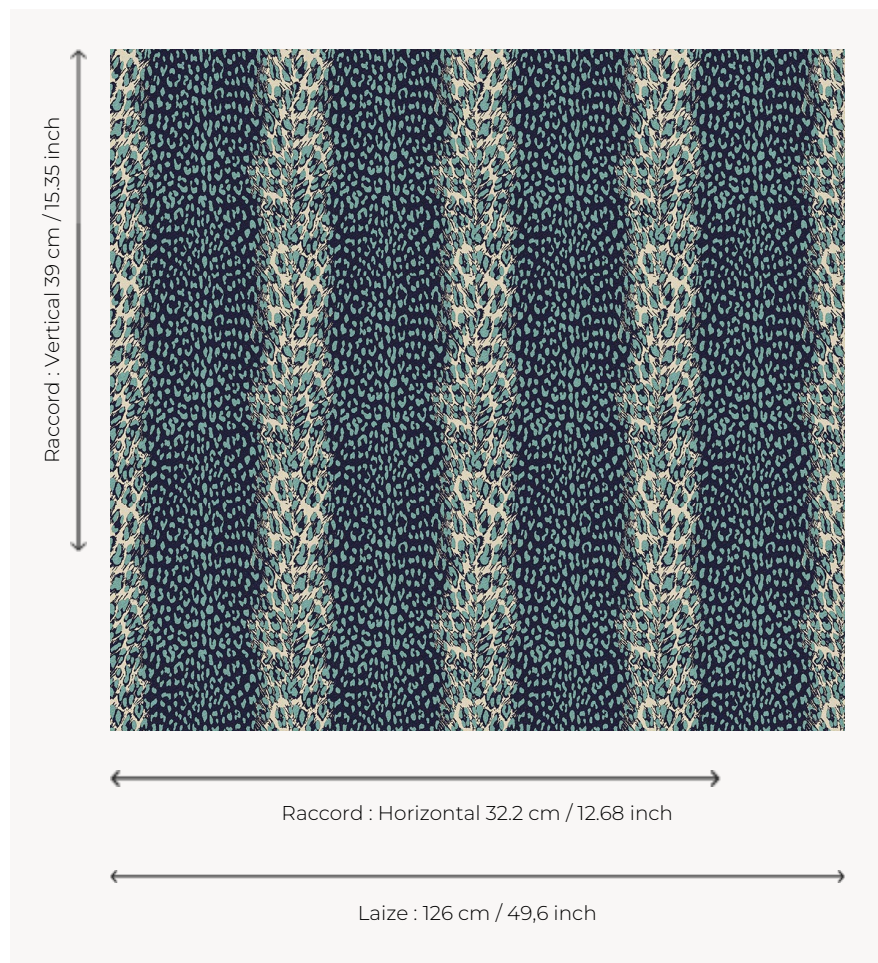 Raccord : Vertical 39 cm / 15.35 inch
Raccord : Horizontal 32.2 cm / 12.68 inch
Laize : 126 cm / 49,6 inch